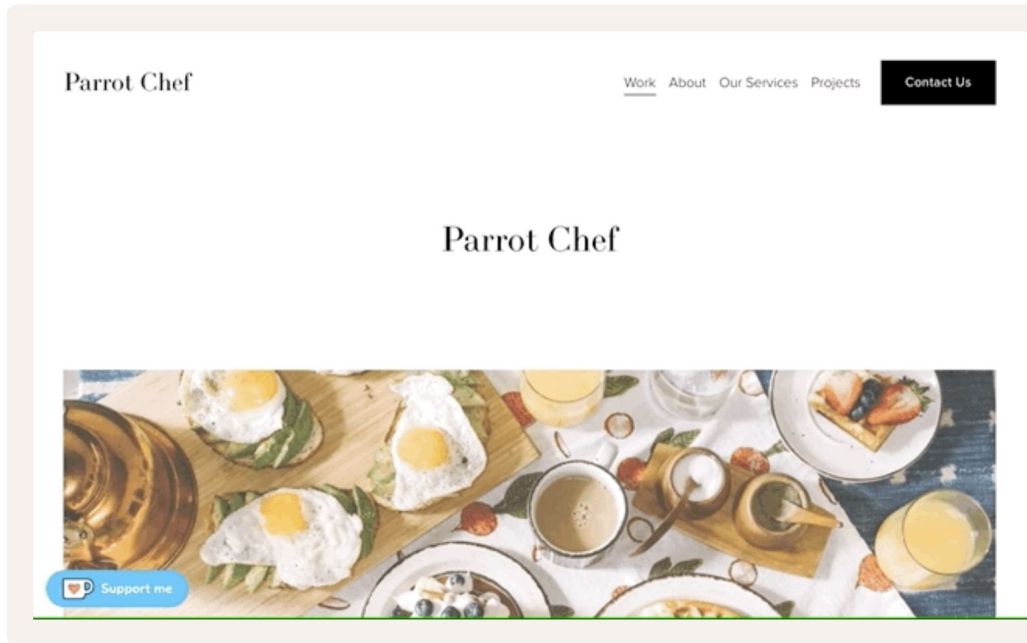 Parrot Chef
Work About Our Services Projects Contact Us
Parrot Chef
Support me